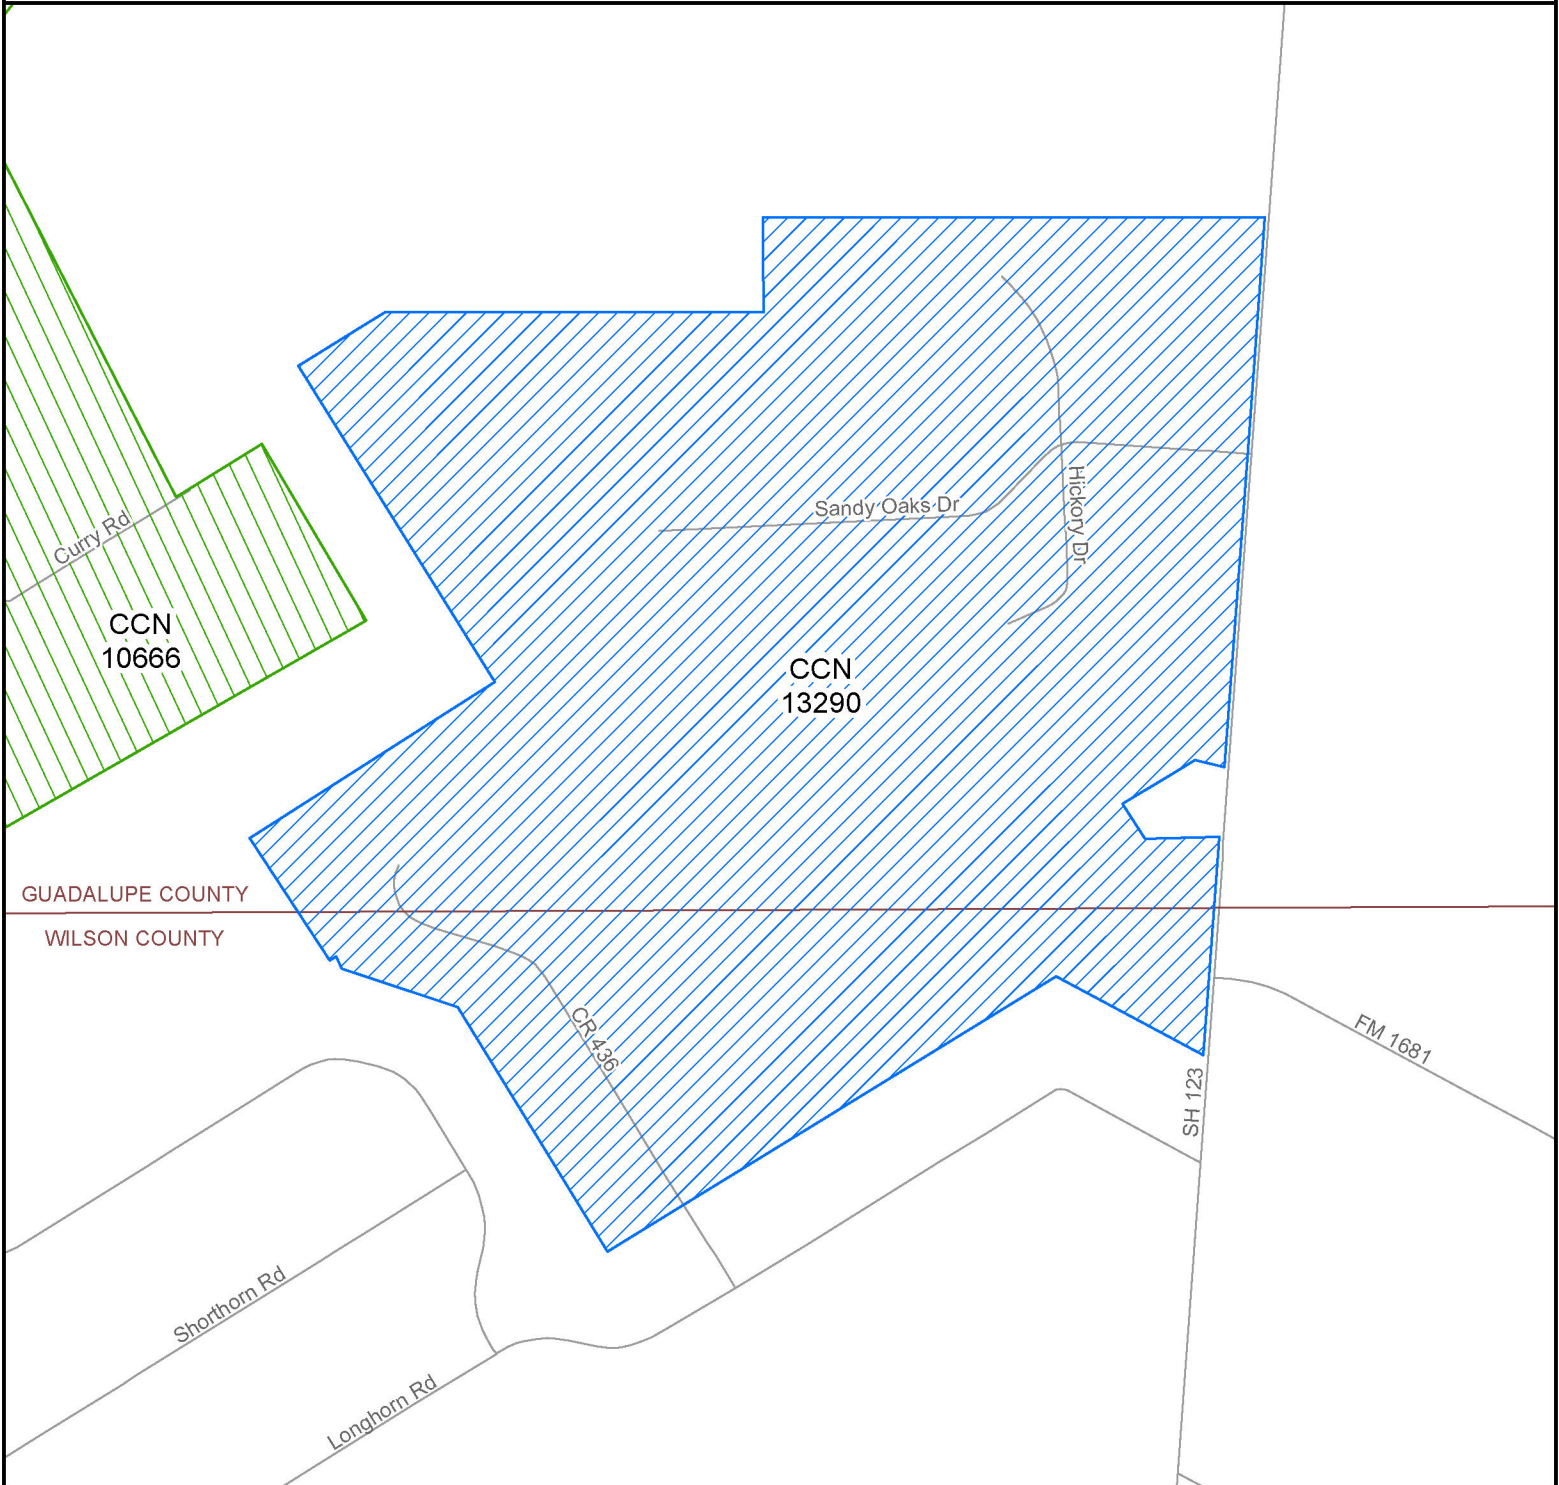 Sandy Oaks Dr
Hickory Dr
Curry Rd
CCN
10666
CCN
13290
GUADALUPE COUNTY
WILSON COUNTY
CR 436
FM 1681
SH 123
Shorthorn Rd
Longhorn Rd